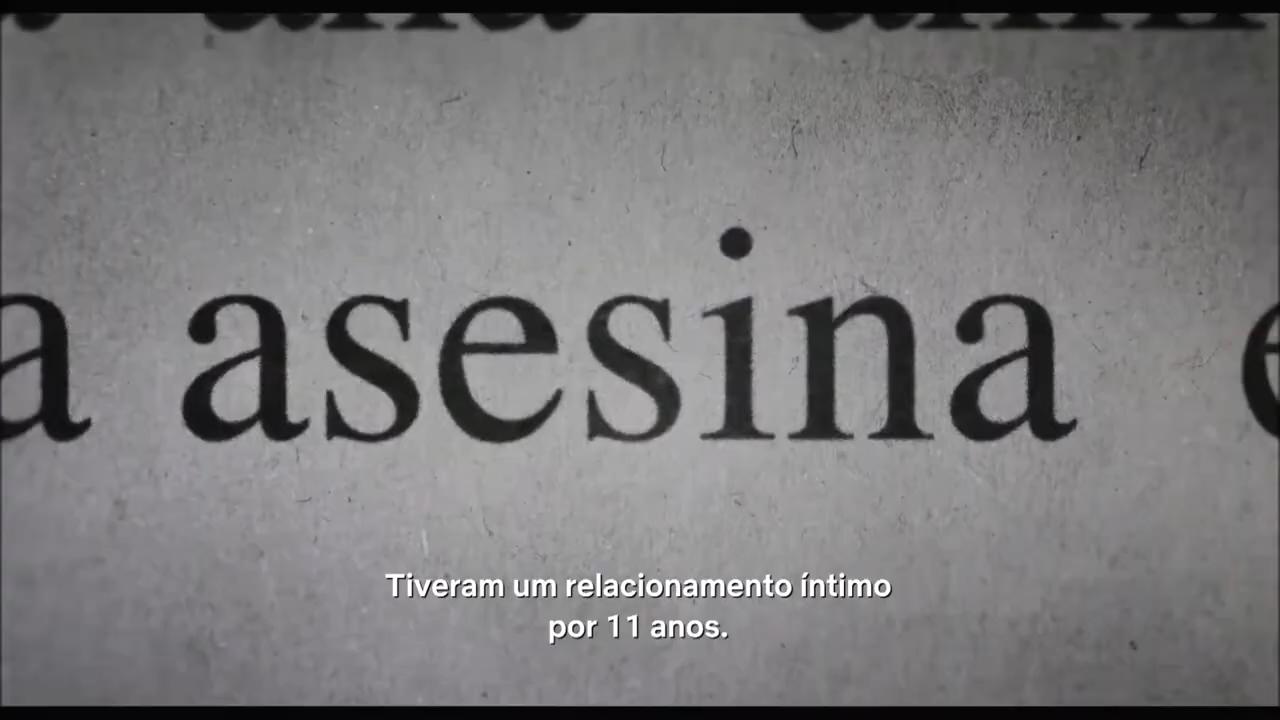 a asesina
Tiveram um relacionamento íntimo
por 11 anos.